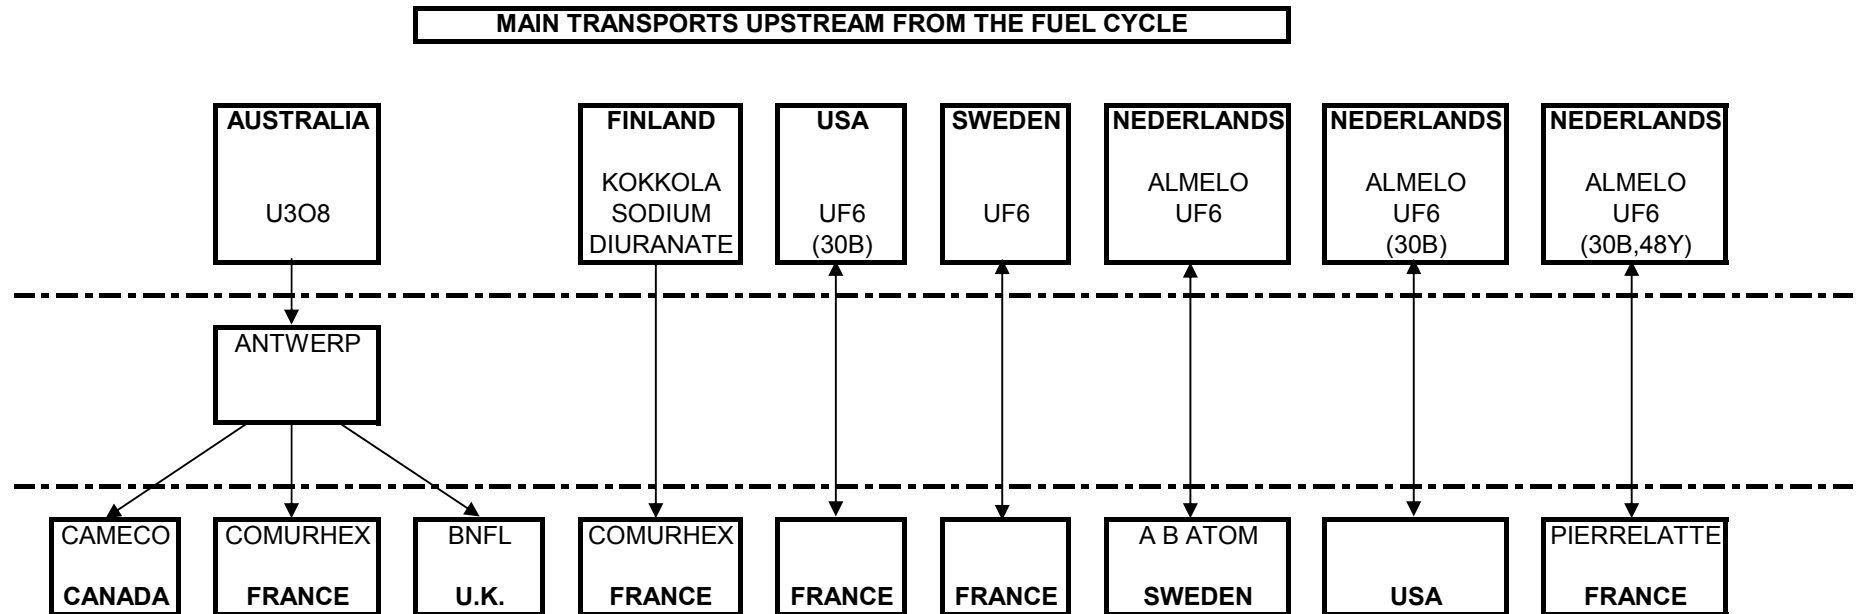 MAIN TRANSPORTS UPSTREAM FROM THE FUEL CYCLE
AUSTRALIA
U3O8
FINLAND
KOKKOLA
SODIUM
DIURANATE
USA
UF6
(30B)
SWEDEN
UF6
NEDERLANDS
ALMELO
UF6
NEDERLANDS
ALMELO
UF6
(30B)
NEDERLANDS
ALMELO
UF6
(30B,48Y)
ANTWERP
CAMECO
CANADA
COMURHEX
FRANCE
BNFL
U.K.
COMURHEX
FRANCE
FRANCE
FRANCE
A B ATOM
SWEDEN
USA
PIERRELATTE
FRANCE